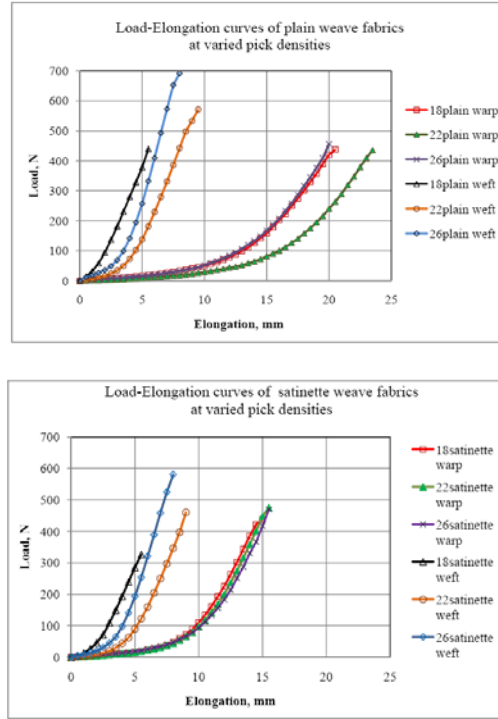 Load-Elongation curves of plain weave fabrics
at varied pick densities
700
600
500
400
300
200
100
0
Load, N
0 5 10 15 20 25
Elongation, mm
18plain warp
22plain warp
26plain warp
18plain weft
22plain weft
26plain weft
Load-Elongation curves of satinette weave fabrics
at varied pick densities
700
600
500
400
300
200
100
0
Load, N
0 5 10 15 20 25
Elongation, mm
18satinette
warp
22satinette
warp
26satinette
warp
18satinette
weft
22satinette
weft
26satinette
weft